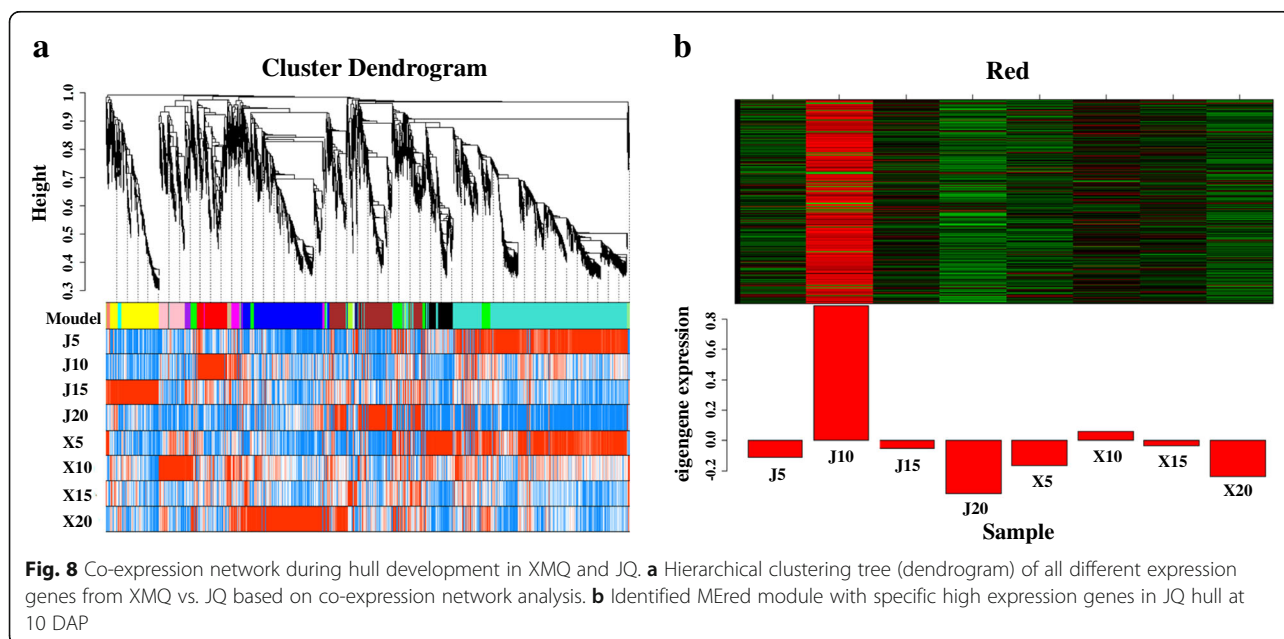 a
Cluster Dendrogram
Height
1.0
0.9
0.8
0.7
0.6
0.5
0.4
0.3
Moudel
J5
J10
J15
J20
X5
X10
X15
X20
b
Red
eigengene expression
0.8
0.6
0.4
0.2
0.0
-0.2
J5
J10
J15
J20
X5
X10
X15
X20
Sample
Fig. 8 Co-expression network during hull development in XMQ and JQ. a Hierarchical clustering tree (dendrogram) of all different expression
genes from XMQ vs. JQ based on co-expression network analysis. b Identified MEred module with specific high expression genes in JQ hull at
10 DAP